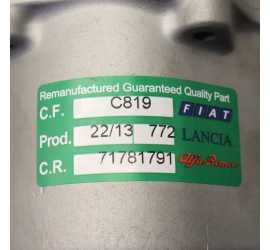 Remanufactured Guaranteed Quality Part
C.F. C819 FIAT
Prod. 22/13 772 LANCIA
C.R. 71781791 Alfa Romeo